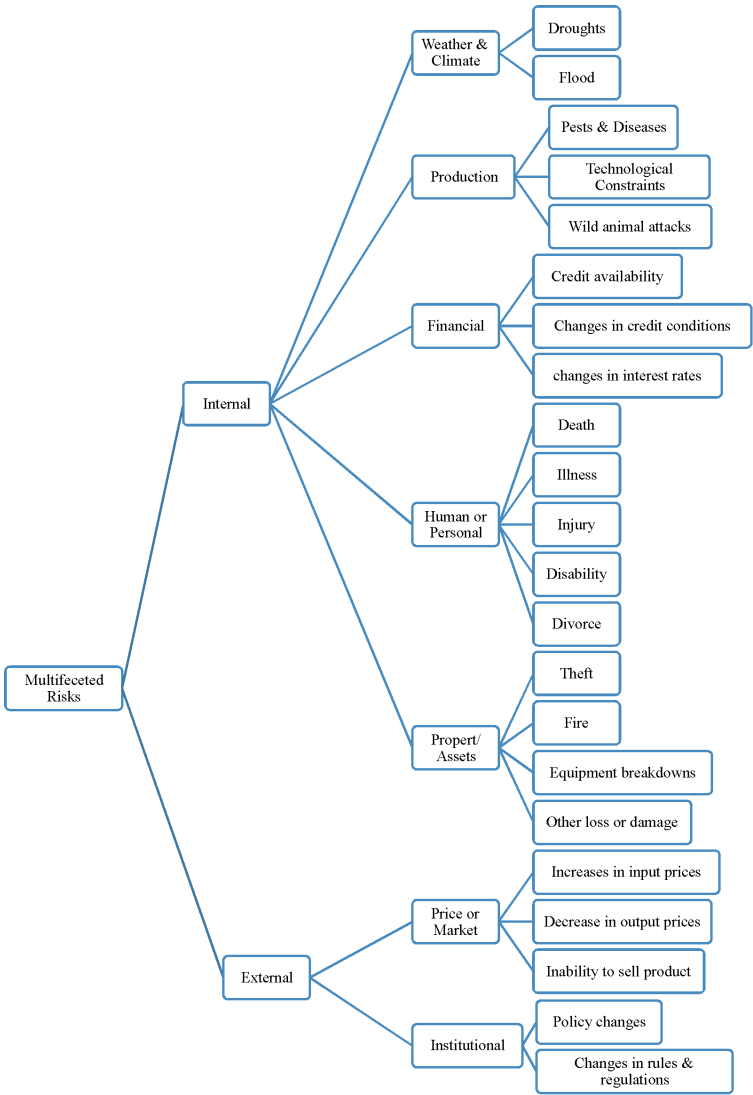 Multifeceted
Risks
Internal
Weather &
Climate
Droughts
Flood
Production
Pests & Diseases
Technological
Constraints
Wild animal attacks
Financial
Credit availability
Changes in credit conditions
changes in interest rates
Human or
Personal
Death
Illness
Injury
Disability
Divorce
Propert/
Assets
Theft
Fire
Equipment breakdowns
Other loss or damage
External
Price or
Market
Increases in input prices
Decrease in output prices
Inability to sell product
Institutional
Policy changes
Changes in rules &
regulations